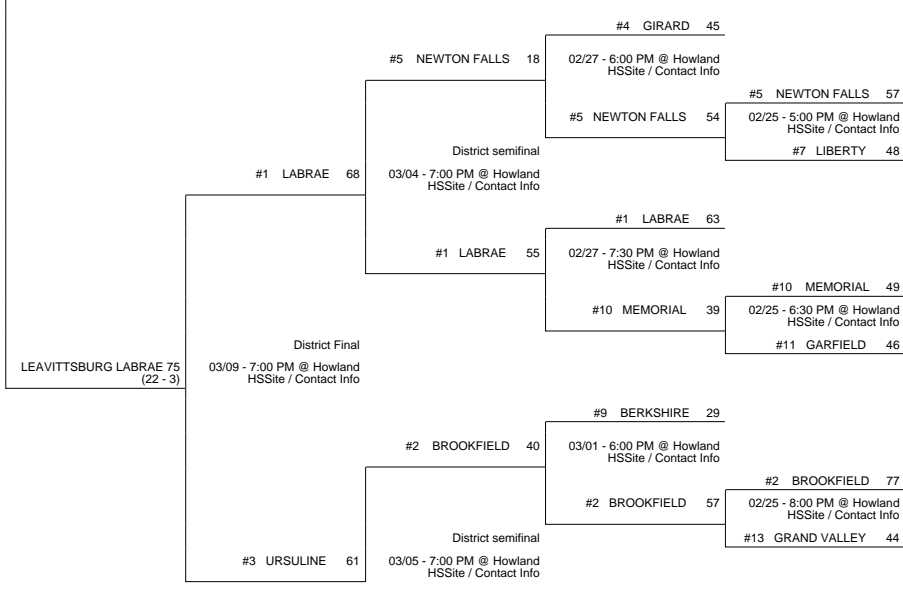 #4 GIRARD 45
#5 NEWTON FALLS 18
02/27 - 6:00 PM @ Howland
HSSite / Contact Info
#5 NEWTON FALLS 57
#5 NEWTON FALLS 54
02/25 - 5:00 PM @ Howland
HSSite / Contact Info
District semifinal
#7 LIBERTY 48
#1 LABRAE 68
03/04 - 7:00 PM @ Howland
HSSite / Contact Info
#1 LABRAE 63
#1 LABRAE 55
02/27 - 7:30 PM @ Howland
HSSite / Contact Info
#10 MEMORIAL 49
#10 MEMORIAL 39
02/25 - 6:30 PM @ Howland
HSSite / Contact Info
District Final
#11 GARFIELD 46
LEAVITTSBURG LABRAE 75
(22 - 3)
03/09 - 7:00 PM @ Howland
HSSite / Contact Info
#9 BERKSHIRE 29
#2 BROOKFIELD 40
03/01 - 6:00 PM @ Howland
HSSite / Contact Info
#2 BROOKFIELD 77
#2 BROOKFIELD 57
02/25 - 8:00 PM @ Howland
HSSite / Contact Info
District semifinal
#13 GRAND VALLEY 44
#3 URSULINE 61
03/05 - 7:00 PM @ Howland
HSSite / Contact Info